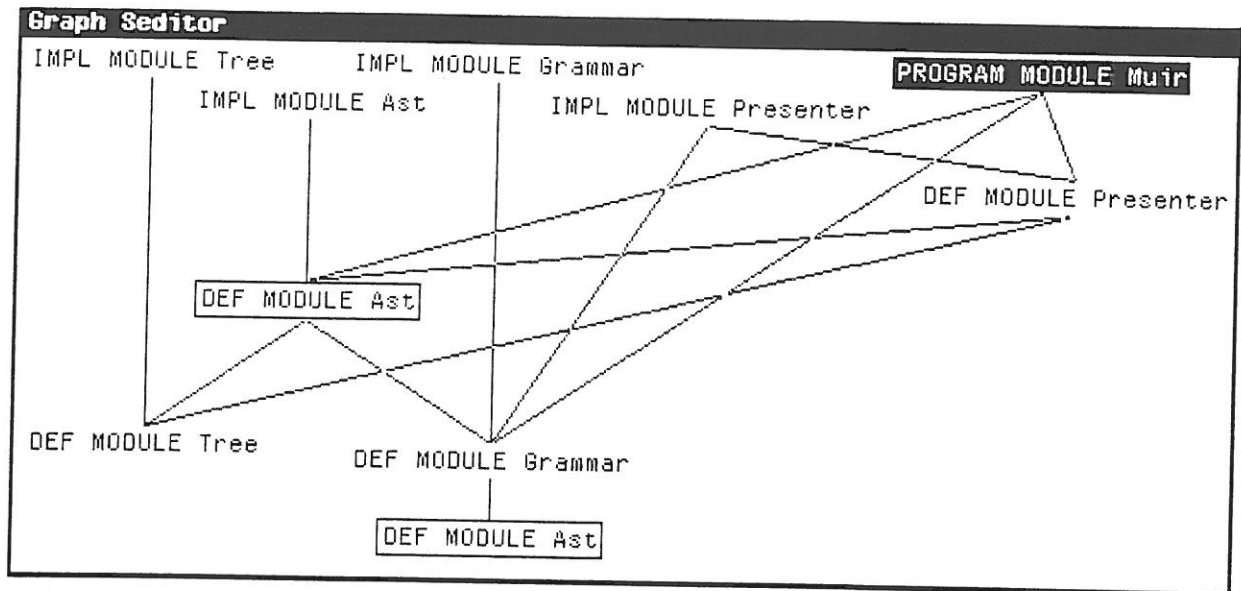 Graph Seditor
IMPL MODULE Tree
IMPL MODULE Grammar
PROGRAM MODULE Muir
IMPL MODULE Ast
IMPL MODULE Presenter
DEF MODULE Presenter
DEF MODULE Ast
DEF MODULE Tree
DEF MODULE Grammar
DEF MODULE Ast